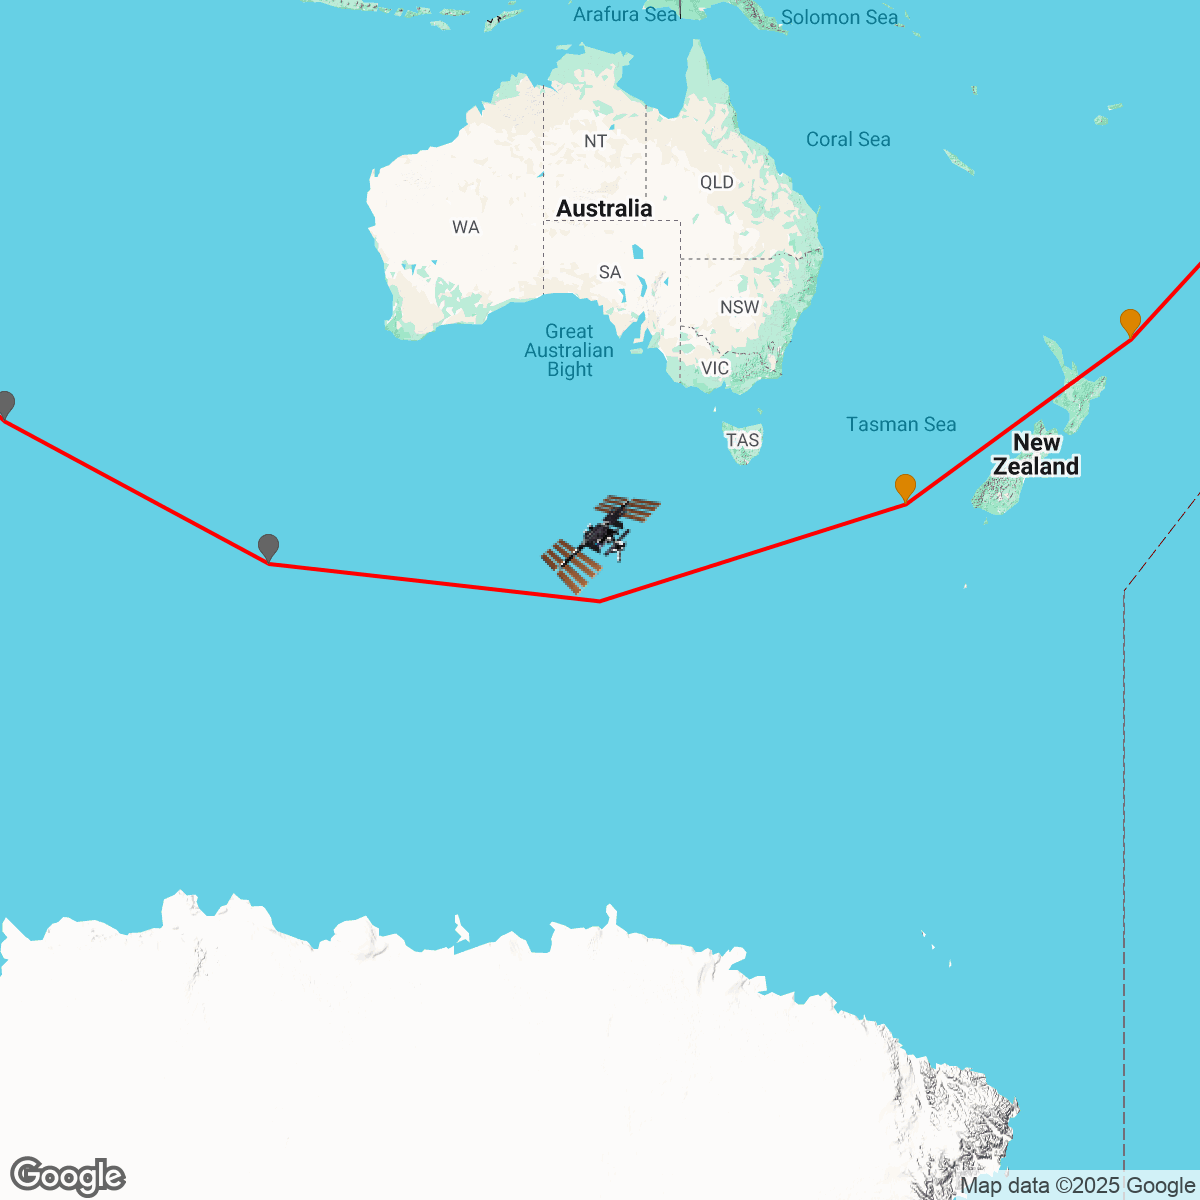 Arafura Sea
Solomon Sea
Coral Sea
NT
QLD
Australia
WA
SA
NSW
Great
Australian
Bight
VIC
Tasman Sea
TAS
New
Zealand
Google
Map data ©2025 Google